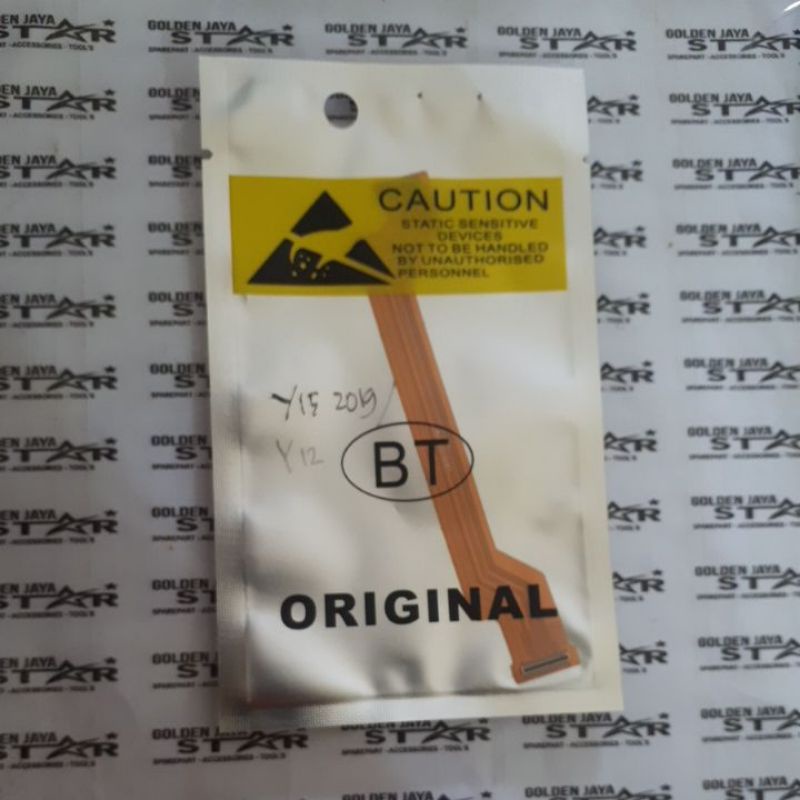 CAUTION
STATIC SENSITIVE
DEVICES
NOT TO BE HANDLED
BY UNAUTHORISED
PERSONNEL
Y15 2019/
Y12
BT
ORIGINAL
GOLDEN JAYA
STAR
SPAREPART - ACCESSORIES - TOOL'S